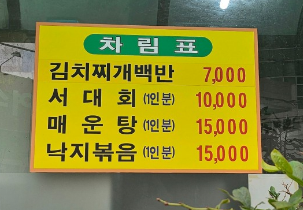 차림표
김치찌개백반 7,000
서대회 (1인분) 10,000
매운탕 (1인분) 15,000
낙지볶음 (1인분) 15,000